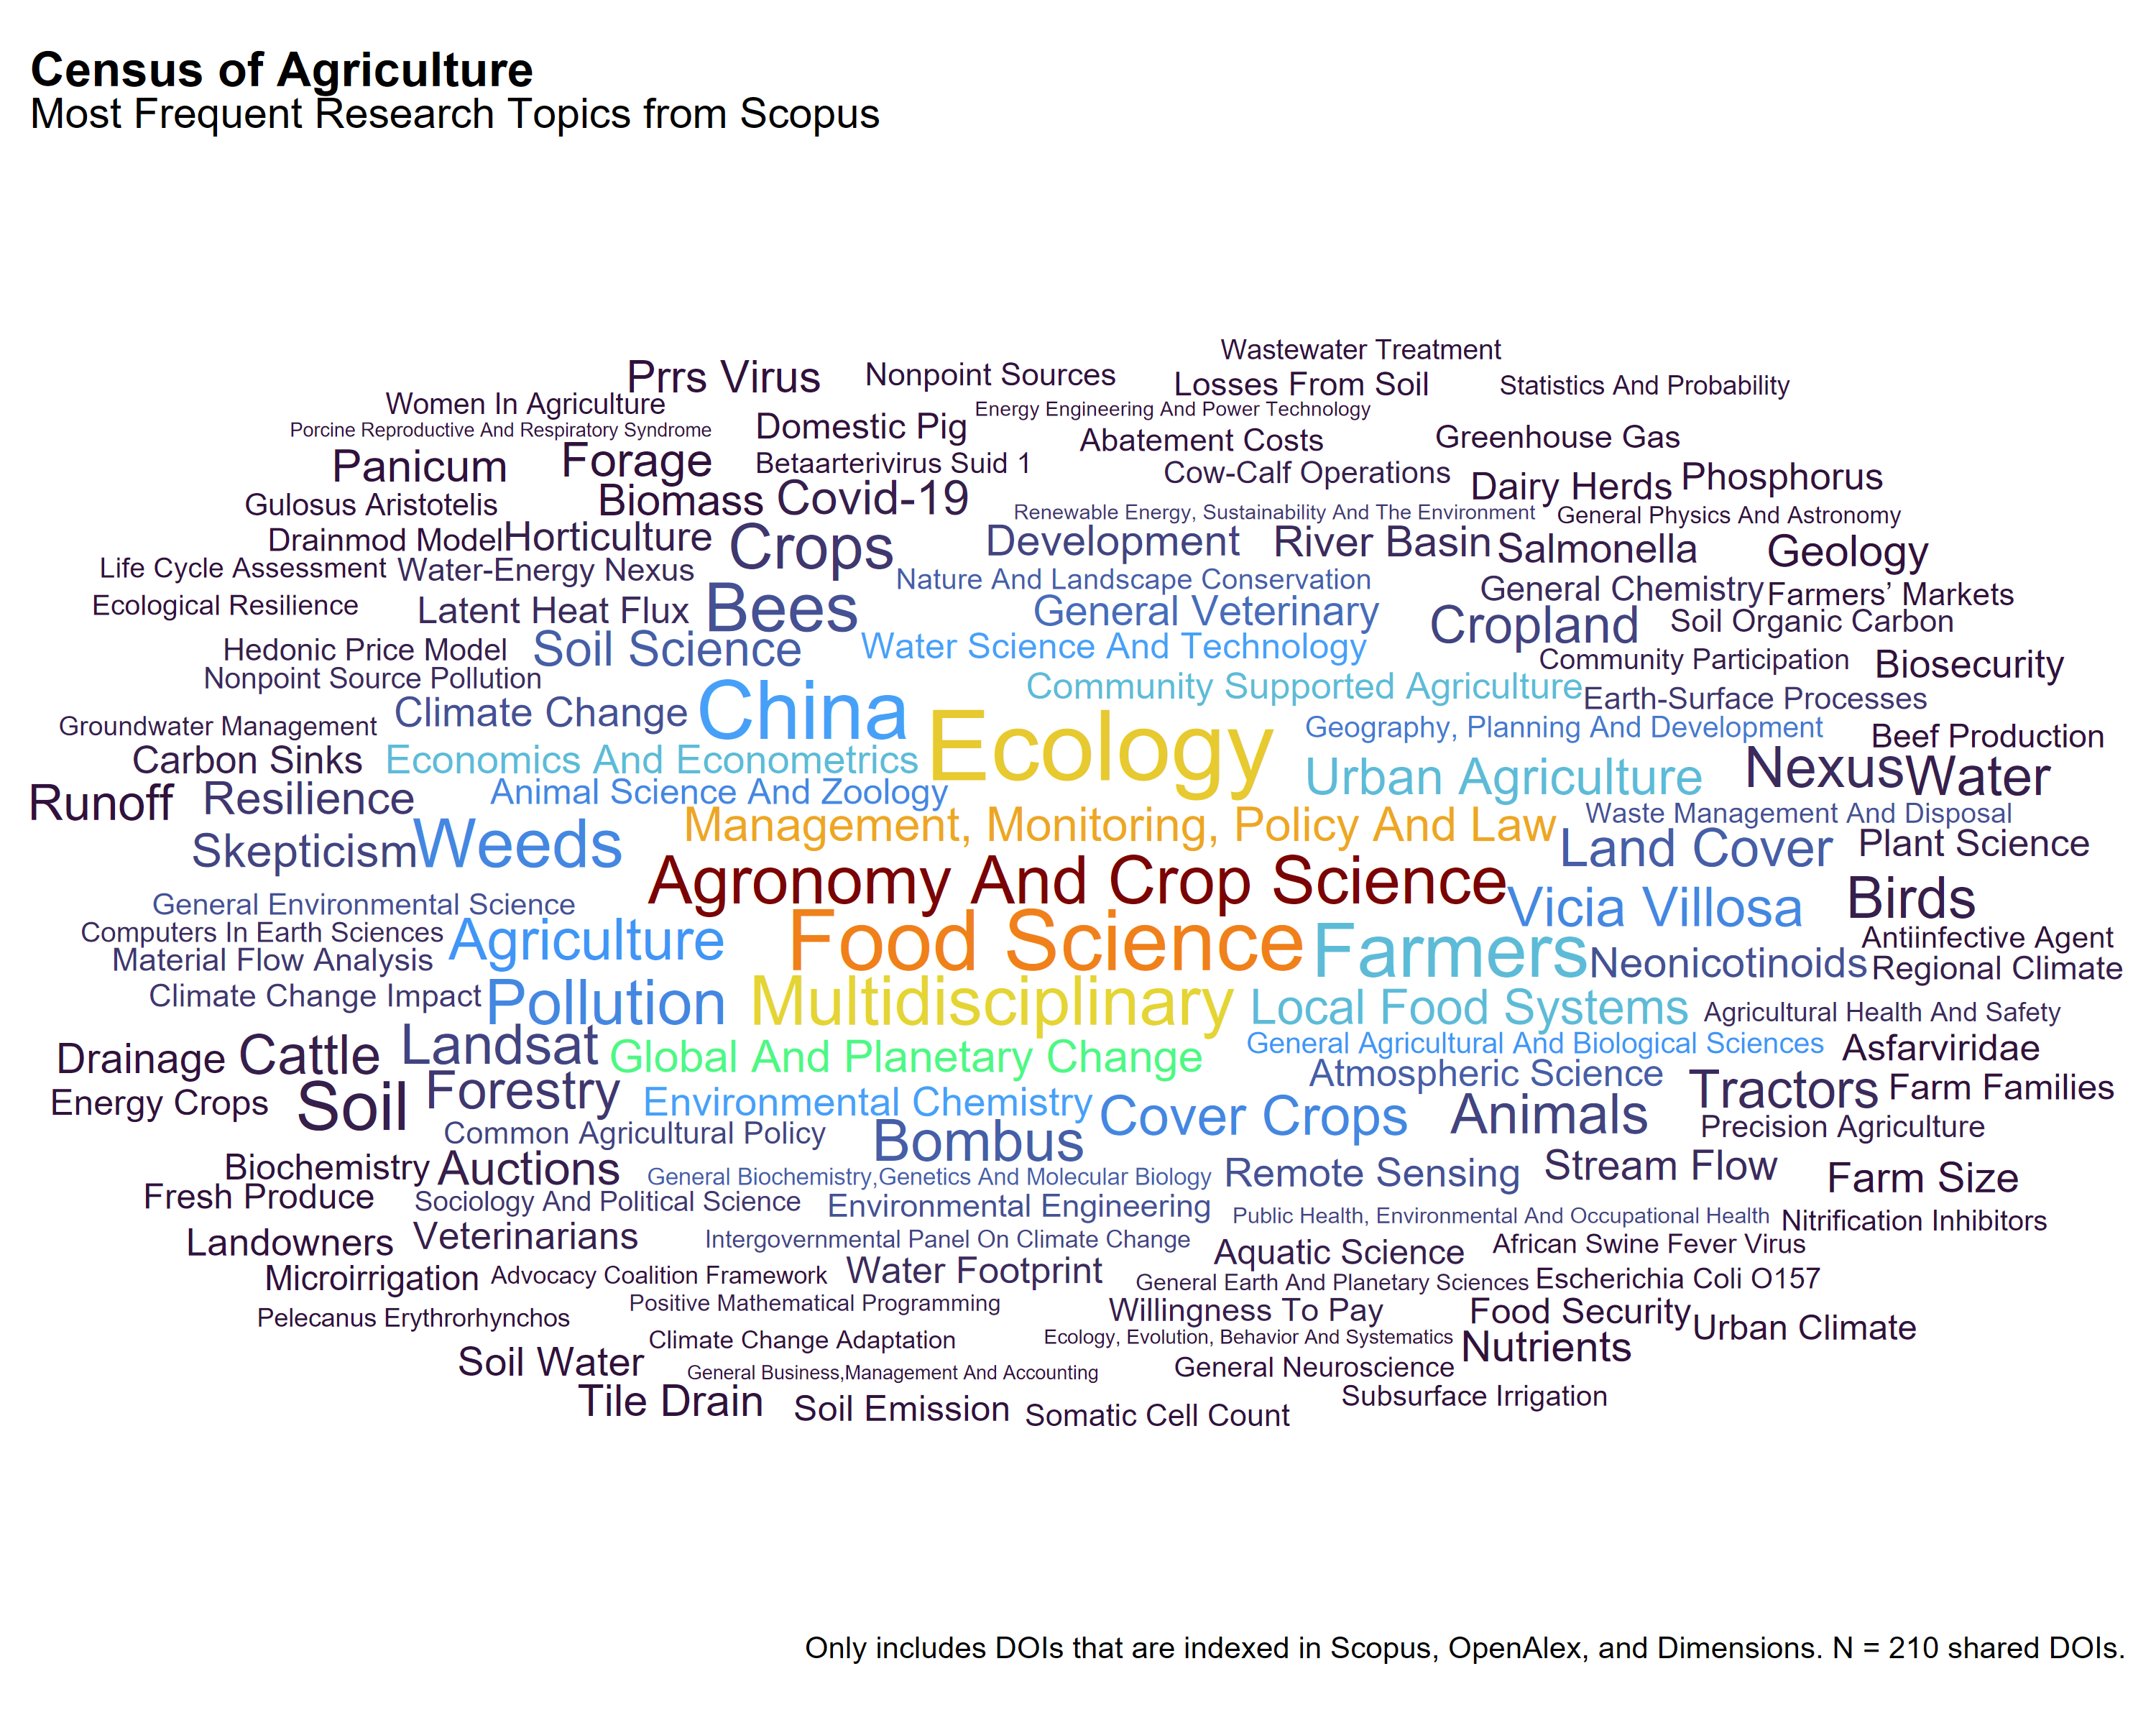 Census of Agriculture
Most Frequent Research Topics from Scopus
Wastewater Treatment
Prrs Virus
Nonpoint Sources
Losses From Soil
Statistics And Probability
Women In Agriculture
Energy Engineering And Power Technology
Porcine Reproductive And Respiratory Syndrome
Domestic Pig
Abatement Costs
Greenhouse Gas
Panicum
Forage
Betaarterivirus Suid 1
Cow-Calf Operations
Dairy Herds
Phosphorus
Gulosus Aristotelis
Biomass
Covid-19
Renewable Energy, Sustainability And The Environment
General Physics And Astronomy
Drainmod Model
Horticulture
Crops
Development
River Basin
Salmonella
Geology
Life Cycle Assessment
Water-Energy Nexus
Nature And Landscape Conservation
General Chemistry
Farmers’ Markets
Ecological Resilience
Latent Heat Flux
Bees
General Veterinary
Cropland
Soil Organic Carbon
Hedonic Price Model
Soil Science
Water Science And Technology
Community Participation
Biosecurity
Nonpoint Source Pollution
Community Supported Agriculture
Earth-Surface Processes
Climate Change
China
Groundwater Management
Ecology
Geography, Planning And Development
Beef Production
Carbon Sinks
Economics And Econometrics
Urban Agriculture
Nexus
Water
Runoff
Resilience
Animal Science And Zoology
Waste Management And Disposal
Skepticism
Weeds
Management, Monitoring, Policy And Law
Land Cover
Plant Science
Agronomy And Crop Science
General Environmental Science
Vicia Villosa
Birds
Computers In Earth Sciences
Agriculture
Food Science
Farmers
Antiinfective Agent
Material Flow Analysis
Neonicotinoids
Regional Climate
Climate Change Impact
Pollution
Multidisciplinary
Local Food Systems
Agricultural Health And Safety
Drainage
Cattle
Landsat
Global And Planetary Change
General Agricultural And Biological Sciences
Asfarviridae
Energy Crops
Soil
Forestry
Environmental Chemistry
Atmospheric Science
Tractors
Farm Families
Common Agricultural Policy
Bombus
Cover Crops
Animals
Precision Agriculture
Biochemistry
Auctions
General Biochemistry,Genetics And Molecular Biology
Remote Sensing
Stream Flow
Farm Size
Fresh Produce
Sociology And Political Science
Environmental Engineering
Public Health, Environmental And Occupational Health
Nitrification Inhibitors
Landowners
Veterinarians
Intergovernmental Panel On Climate Change
Aquatic Science
African Swine Fever Virus
Microirrigation
Advocacy Coalition Framework
Water Footprint
General Earth And Planetary Sciences
Escherichia Coli O157
Pelecanus Erythrorhynchos
Positive Mathematical Programming
Willingness To Pay
Food Security
Urban Climate
Climate Change Adaptation
Ecology, Evolution, Behavior And Systematics
Nutrients
Soil Water
General Business,Management And Accounting
General Neuroscience
Tile Drain
Soil Emission
Somatic Cell Count
Subsurface Irrigation
Only includes DOIs that are indexed in Scopus, OpenAlex, and Dimensions. N = 210 shared DOIs.